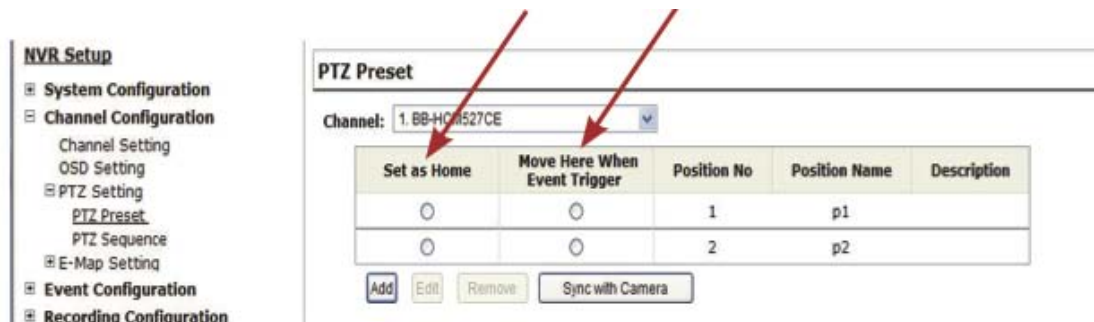 NVR Setup
System Configuration
Channel Configuration
Channel Setting
OSD Setting
PTZ Setting
PTZ Preset
PTZ Sequence
E-Map Setting
Event Configuration
Recording Configuration
PTZ Preset
Channel: 1. BB-HCM527CE
Set as Home
Move Here When
Event Trigger
Position No
Position Name
Description
1 p1
2 p2
Add Edit Remove Sync with Camera